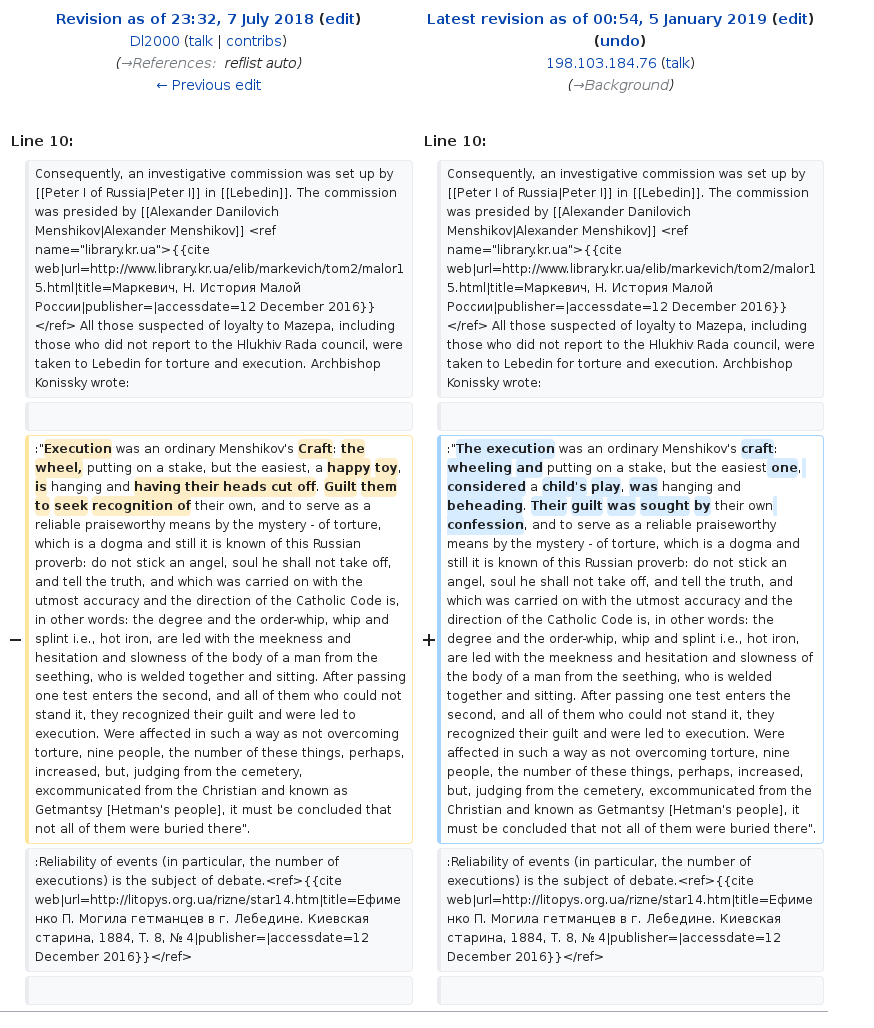 Revision as of 23:32, 7 July 2018 (edit)
Dl2000 (talk | contribs)
(→References: reflist auto)
← Previous edit
Latest revision as of 00:54, 5 January 2019 (edit)
(undo)
198.103.184.76 (talk)
(→Background)
Line 10:
Consequently, an investigative commission was set up by
[[Peter I of Russia|Peter I]] in [[Lebedin]]. The commission
was presided by [[Alexander Danilovich
Menshikov|Alexander Menshikov]] <ref
name="library.kr.ua">{{cite
web|url=http://www.library.kr.ua/elib/markevich/tom2/malor1
5.html|title=Маркевич, Н. История Малой
России|publisher=|accessdate=12 December 2016}}
</ref> All those suspected of loyalty to Mazepa, including
those who did not report to the Hlukhiv Rada council, were
taken to Lebedin for torture and execution. Archbishop
Konissky wrote:
− :"Execution was an ordinary Menshikov's Craft: the
wheel, putting on a stake, but the easiest, a happy toy,
is hanging and having their heads cut off. Guilt them
to seek recognition of their own, and to serve as a
reliable praiseworthy means by the mystery - of torture,
which is a dogma and still it is known of this Russian
proverb: do not stick an angel, soul he shall not take off,
and tell the truth, and which was carried on with the
utmost accuracy and the direction of the Catholic Code is,
in other words: the degree and the order-whip, whip and
splint i.e., hot iron, are led with the meekness and
hesitation and slowness of the body of a man from the
seething, who is welded together and sitting. After passing
one test enters the second, and all of them who could not
stand it, they recognized their guilt and were led to
execution. Were affected in such a way as not overcoming
torture, nine people, the number of these things, perhaps,
increased, but, judging from the cemetery,
excommunicated from the Christian and known as
Getmantsy [Hetman's people], it must be concluded that
not all of them were buried there".
:Reliability of events (in particular, the number of
executions) is the subject of debate.<ref>{{cite
web|url=http://litopys.org.ua/rizne/star14.htm|title=Ефиме
нко П. Могила гетманцев в г. Лебедине. Киевская
старина, 1884, Т. 8, № 4|publisher=|accessdate=12
December 2016}}</ref>
Line 10:
Consequently, an investigative commission was set up by
[[Peter I of Russia|Peter I]] in [[Lebedin]]. The commission
was presided by [[Alexander Danilovich
Menshikov|Alexander Menshikov]] <ref
name="library.kr.ua">{{cite
web|url=http://www.library.kr.ua/elib/markevich/tom2/malor1
5.html|title=Маркевич, Н. История Малой
России|publisher=|accessdate=12 December 2016}}
</ref> All those suspected of loyalty to Mazepa, including
those who did not report to the Hlukhiv Rada council, were
taken to Lebedin for torture and execution. Archbishop
Konissky wrote:
+ :"The execution was an ordinary Menshikov's craft:
wheeling and putting on a stake, but the easiest one,
considered a child's play, was hanging and
beheading. Their guilt was sought by their own
confession, and to serve as a reliable praiseworthy
means by the mystery - of torture, which is a dogma and
still it is known of this Russian proverb: do not stick an
angel, soul he shall not take off, and tell the truth, and
which was carried on with the utmost accuracy and the
direction of the Catholic Code is, in other words: the
degree and the order-whip, whip and splint i.e., hot iron,
are led with the meekness and hesitation and slowness of
the body of a man from the seething, who is welded
together and sitting. After passing one test enters the
second, and all of them who could not stand it, they
recognized their guilt and were led to execution. Were
affected in such a way as not overcoming torture, nine
people, the number of these things, perhaps, increased,
but, judging from the cemetery, excommunicated from the
Christian and known as Getmantsy [Hetman's people], it
must be concluded that not all of them were buried there".
:Reliability of events (in particular, the number of
executions) is the subject of debate.<ref>{{cite
web|url=http://litopys.org.ua/rizne/star14.htm|title=Ефиме
нко П. Могила гетманцев в г. Лебедине. Киевская
старина, 1884, Т. 8, № 4|publisher=|accessdate=12
December 2016}}</ref>